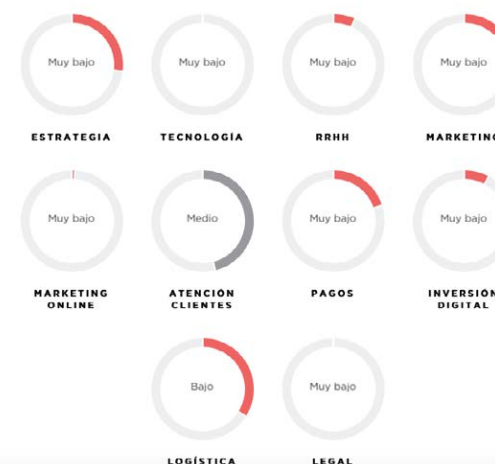 Muy bajo Muy bajo Muy bajo Muy bajo
ESTRATEGIA TECNOLOGÍA RRHH MARKETING
Muy bajo Medio Muy bajo Muy bajo
MARKETING ATENCIÓN PAGOS INVERSIÓN
ONLINE CLIENTES DIGITAL
Bajo Muy bajo
LOGÍSTICA LEGAL